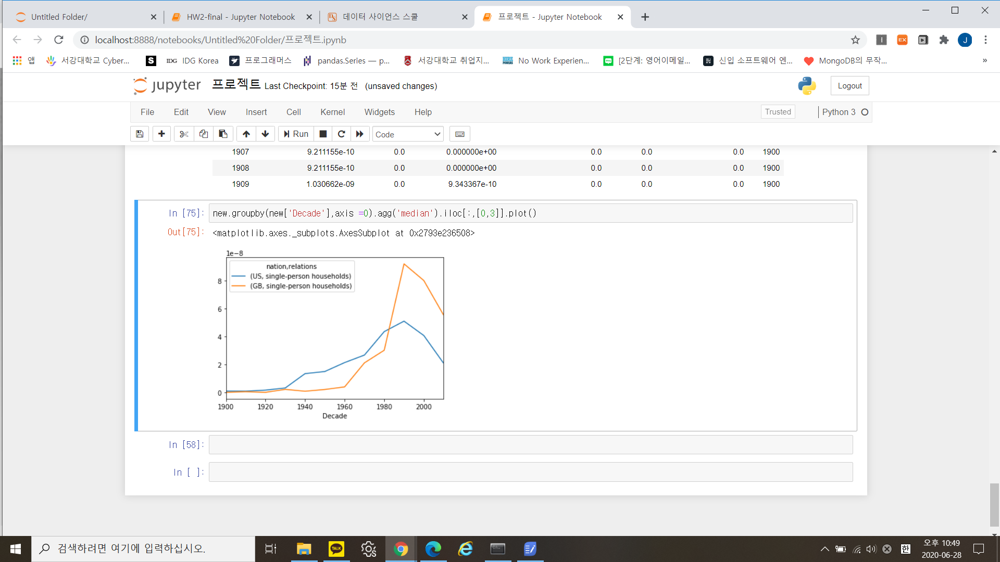 Untitled Folder/
HW2-final - Jupyter Notebook
데이터 사이언스 스쿨
프로젝트 - Jupyter Notebook
localhost:8888/notebooks/Untitled%20Folder/프로젝트.ipynb
EX
J
앱
서강대학교 Cyber...
S
IDG
IDG Korea
프로그래머스
pandas.Series — p...
서강대학교 취업지...
No Work Experien...
[2단계: 영어이메일...
신입 소프트웨어 엔...
MongoDB의 무작...
»
jupyter
프로젝트 Last Checkpoint: 15분 전 (unsaved changes)
Logout
File Edit View Insert Cell Kernel Widgets Help
Trusted
Python 3
Run
Code
1907 9.211155e-10 0.0 0.000000e+00 0.0 0.0 0.0 1900
1908 9.211155e-10 0.0 0.000000e+00 0.0 0.0 0.0 1900
1909 1.030662e-09 0.0 9.343367e-10 0.0 0.0 0.0 1900
In [75]: new.groupby(new['Decade'],axis =0).agg('median').iloc[:,[0,3]].plot()
Out[75]: <matplotlib.axes._subplots.AxesSubplot at 0x2793e236508>
1e−8
nation,relations
(US, single-person households)
(GB, single-person households)
8
6
4
2
0
1900 1920 1940 1960 1980 2000
Decade
In [58]:
In [ ]:
검색하려면 여기에 입력하십시오.
TALK
한
오후 10:49
2020-06-28